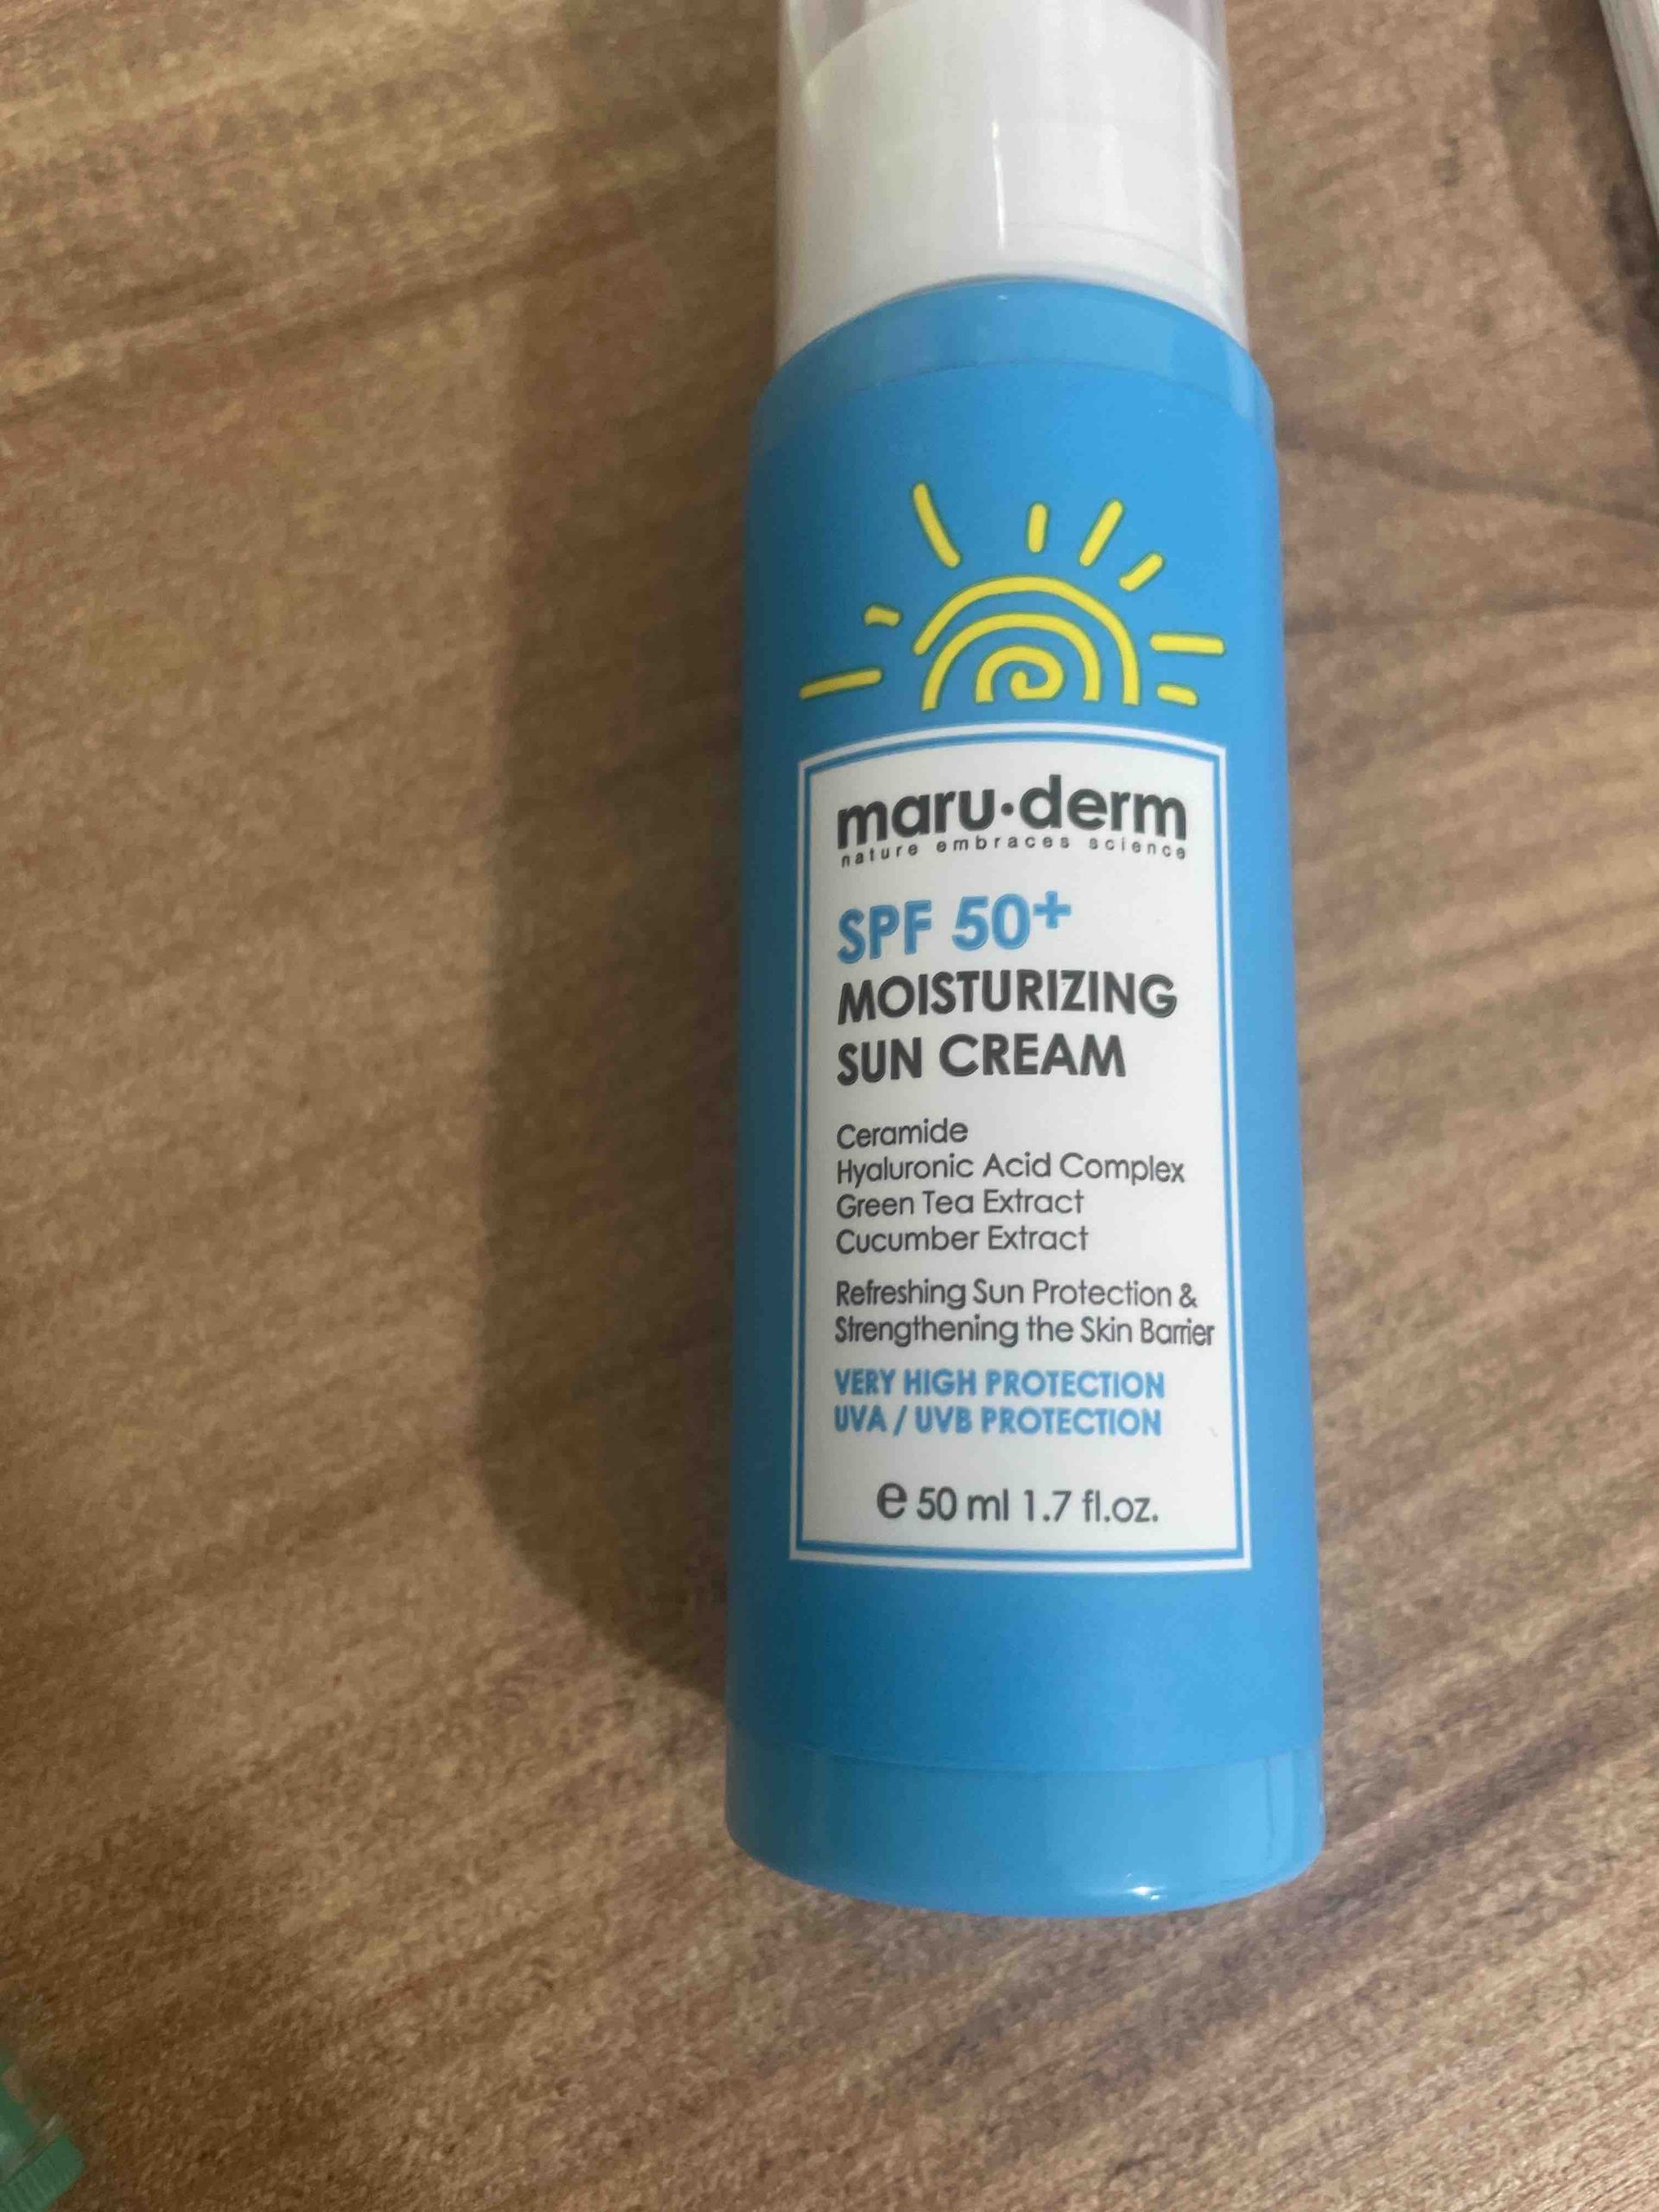 maru·derm
nature embraces science
SPF 50+
MOISTURIZING
SUN CREAM
Ceramide
Hyaluronic Acid Complex
Green Tea Extract
Cucumber Extract
Refreshing Sun Protection &
Strengthening the Skin Barrier
VERY HIGH PROTECTION
UVA / UVB PROTECTION
℮ 50 ml 1.7 fl.oz.